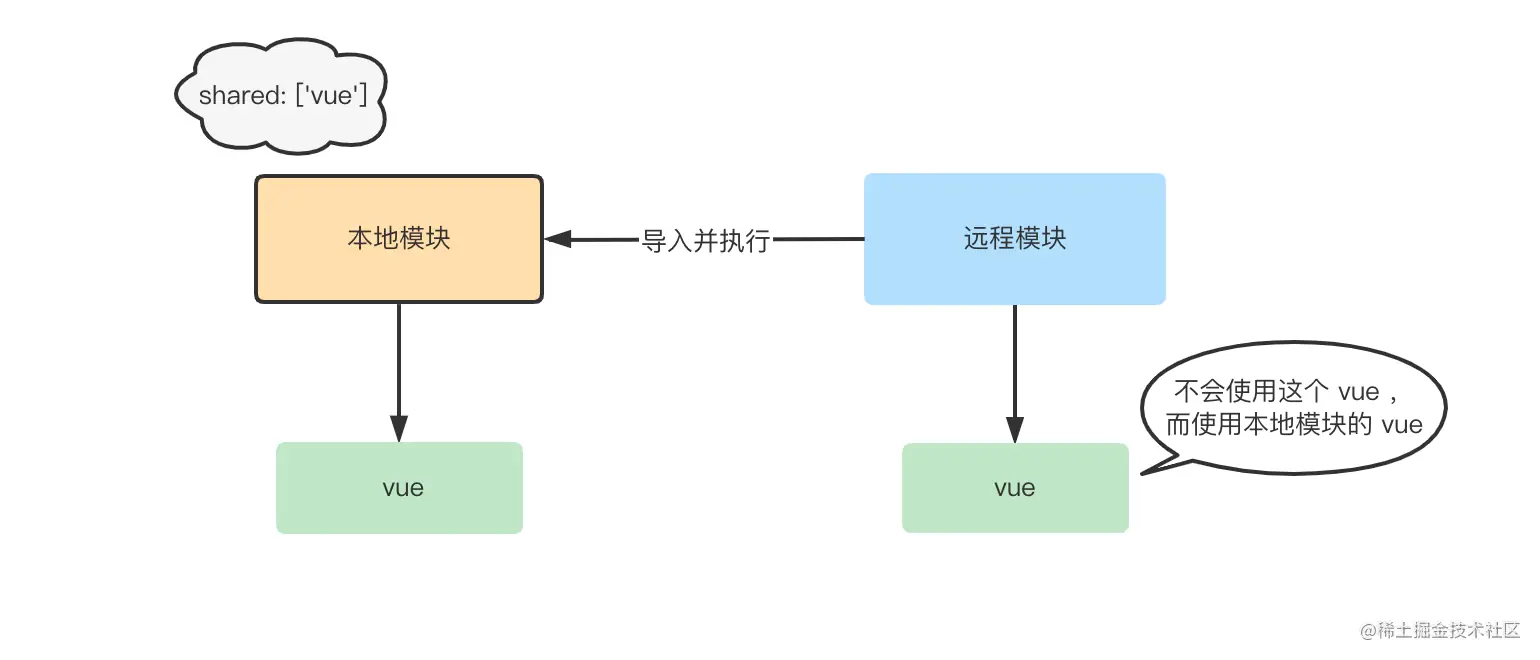 shared: ['vue']
本地模块
导入并执行
远程模块
不会使用这个 vue ，
而使用本地模块的 vue
vue
vue
@稀土掘金技术社区